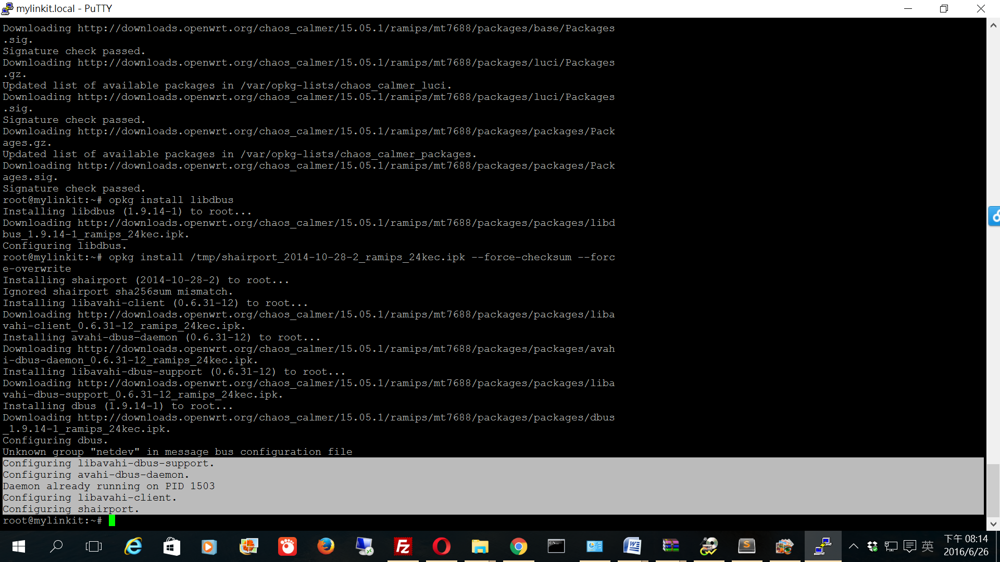 mylinkit.local - PuTTY
Downloading http://downloads.openwrt.org/chaos_calmer/15.05.1/ramips/mt7688/packages/base/Packages
.sig.
Signature check passed.
Downloading http://downloads.openwrt.org/chaos_calmer/15.05.1/ramips/mt7688/packages/luci/Packages
.gz.
Updated list of available packages in /var/opkg-lists/chaos_calmer_luci.
Downloading http://downloads.openwrt.org/chaos_calmer/15.05.1/ramips/mt7688/packages/luci/Packages
.sig.
Signature check passed.
Downloading http://downloads.openwrt.org/chaos_calmer/15.05.1/ramips/mt7688/packages/packages/Pack
ages.gz.
Updated list of available packages in /var/opkg-lists/chaos_calmer_packages.
Downloading http://downloads.openwrt.org/chaos_calmer/15.05.1/ramips/mt7688/packages/packages/Pack
ages.sig.
Signature check passed.
root@mylinkit:~# opkg install libdbus
Installing libdbus (1.9.14-1) to root...
Downloading http://downloads.openwrt.org/chaos_calmer/15.05.1/ramips/mt7688/packages/packages/libd
bus_1.9.14-1_ramips_24kec.ipk.
Configuring libdbus.
root@mylinkit:~# opkg install /tmp/shairport_2014-10-28-2_ramips_24kec.ipk --force-checksum --forc
e-overwrite
Installing shairport (2014-10-28-2) to root...
Ignored shairport sha256sum mismatch.
Installing libavahi-client (0.6.31-12) to root...
Downloading http://downloads.openwrt.org/chaos_calmer/15.05.1/ramips/mt7688/packages/packages/liba
vahi-client_0.6.31-12_ramips_24kec.ipk.
Installing avahi-dbus-daemon (0.6.31-12) to root...
Downloading http://downloads.openwrt.org/chaos_calmer/15.05.1/ramips/mt7688/packages/packages/avah
i-dbus-daemon_0.6.31-12_ramips_24kec.ipk.
Installing libavahi-dbus-support (0.6.31-12) to root...
Downloading http://downloads.openwrt.org/chaos_calmer/15.05.1/ramips/mt7688/packages/packages/liba
vahi-dbus-support_0.6.31-12_ramips_24kec.ipk.
Installing dbus (1.9.14-1) to root...
Downloading http://downloads.openwrt.org/chaos_calmer/15.05.1/ramips/mt7688/packages/packages/dbus
_1.9.14-1_ramips_24kec.ipk.
Configuring dbus.
Unknown group "netdev" in message bus configuration file
Configuring libavahi-dbus-support.
Configuring avahi-dbus-daemon.
Daemon already running on PID 1503
Configuring libavahi-client.
Configuring shairport.
root@mylinkit:~#
英
下午 08:14
2016/6/26